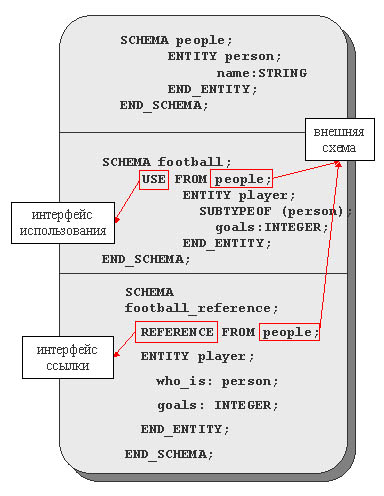 SCHEMA people;
ENTITY person;
name:STRING
END_ENTITY;
END_SCHEMA;
внешняя
схема
SCHEMA football;
USE FROM people;
ENTITY player;
SUBTYPEOF (person);
goals:INTEGER;
END_ENTITY;
END_SCHEMA;
интерфейс
использования
SCHEMA
football_reference;
REFERENCE FROM people;
ENTITY player;
who_is: person;
goals: INTEGER;
END_ENTITY;
END_SCHEMA;
интерфейс
ссылки